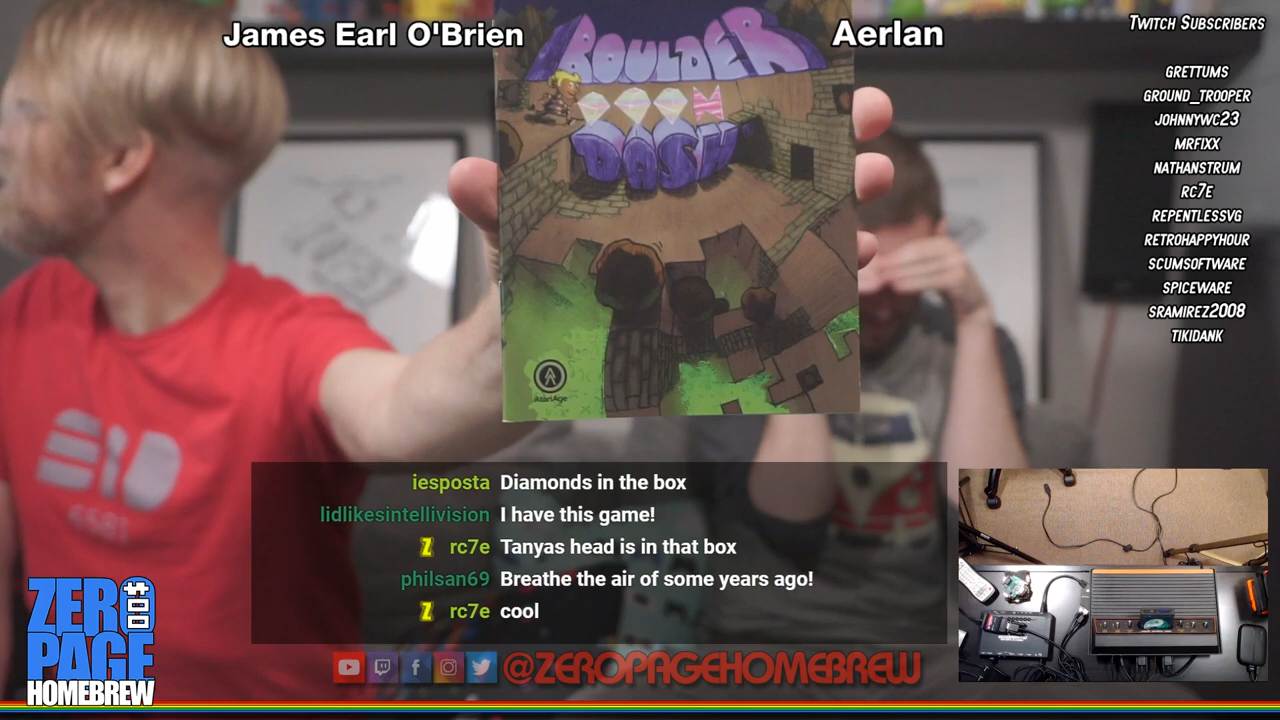 James Earl O'Brien
Aerlan
TWITCH SUBSCRIBERS
GRETTUMS
GROUND_TROOPER
JOHNNYWC23
MRFIXX
NATHANSTRUM
RC7E
REPENTLESSVG
RETROHAPPYHOUR
SCUMSOFTWARE
SPICEWARE
SRAMIREZ2008
TIKIDANK
BOULDER
DASH
AtariAge
6581
iesposta Diamonds in the box
lidlikesintellivision I have this game!
rc7e Tanyas head is in that box
philsan69 Breathe the air of some years ago!
rc7e cool
ZERO
PAGE
HOMEBREW
@ZEROPAGEHOMEBREW